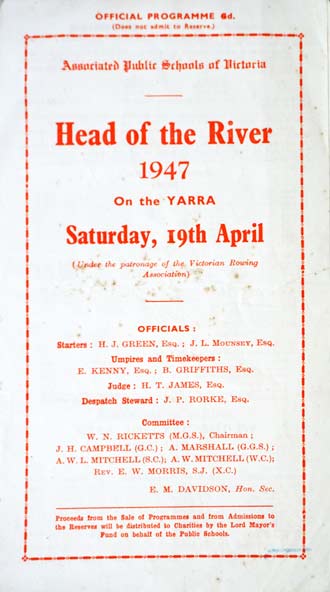 OFFICIAL PROGRAMME 6d.
(Does not admit to Reserve.)
Associated Public Schools of Victoria
Head of the River
1947
On the YARRA
Saturday, 19th April
(Under the patronage of the Victorian Rowing
Association)
OFFICIALS :
Starters : H. J. GREEN, Esq. ; J. L. MOUNSEY, Esq.
Umpires and Timekeepers :
E. KENNY, Esq. ; B. GRIFFITHS, Esq.
Judge : H. T. JAMES, Esq.
Despatch Steward : J. P. RORKE, Esq.
Committee :
W. N. RICKETTS (M.G.S.), Chairman ;
J. H. CAMPBELL (G.C.) ; A. MARSHALL (G.G.S.) ;
A. W. L. MITCHELL (S.C.); A. W. MITCHELL (W.C.);
REV. E. W. MORRIS, S.J. (X.C.)
E. M. DAVIDSON, Hon. Sec.
Proceeds from the Sale of Programmes and from Admissions to
the Reserves will be distributed to Charities by the Lord Mayor's
Fund on behalf of the Public Schools.